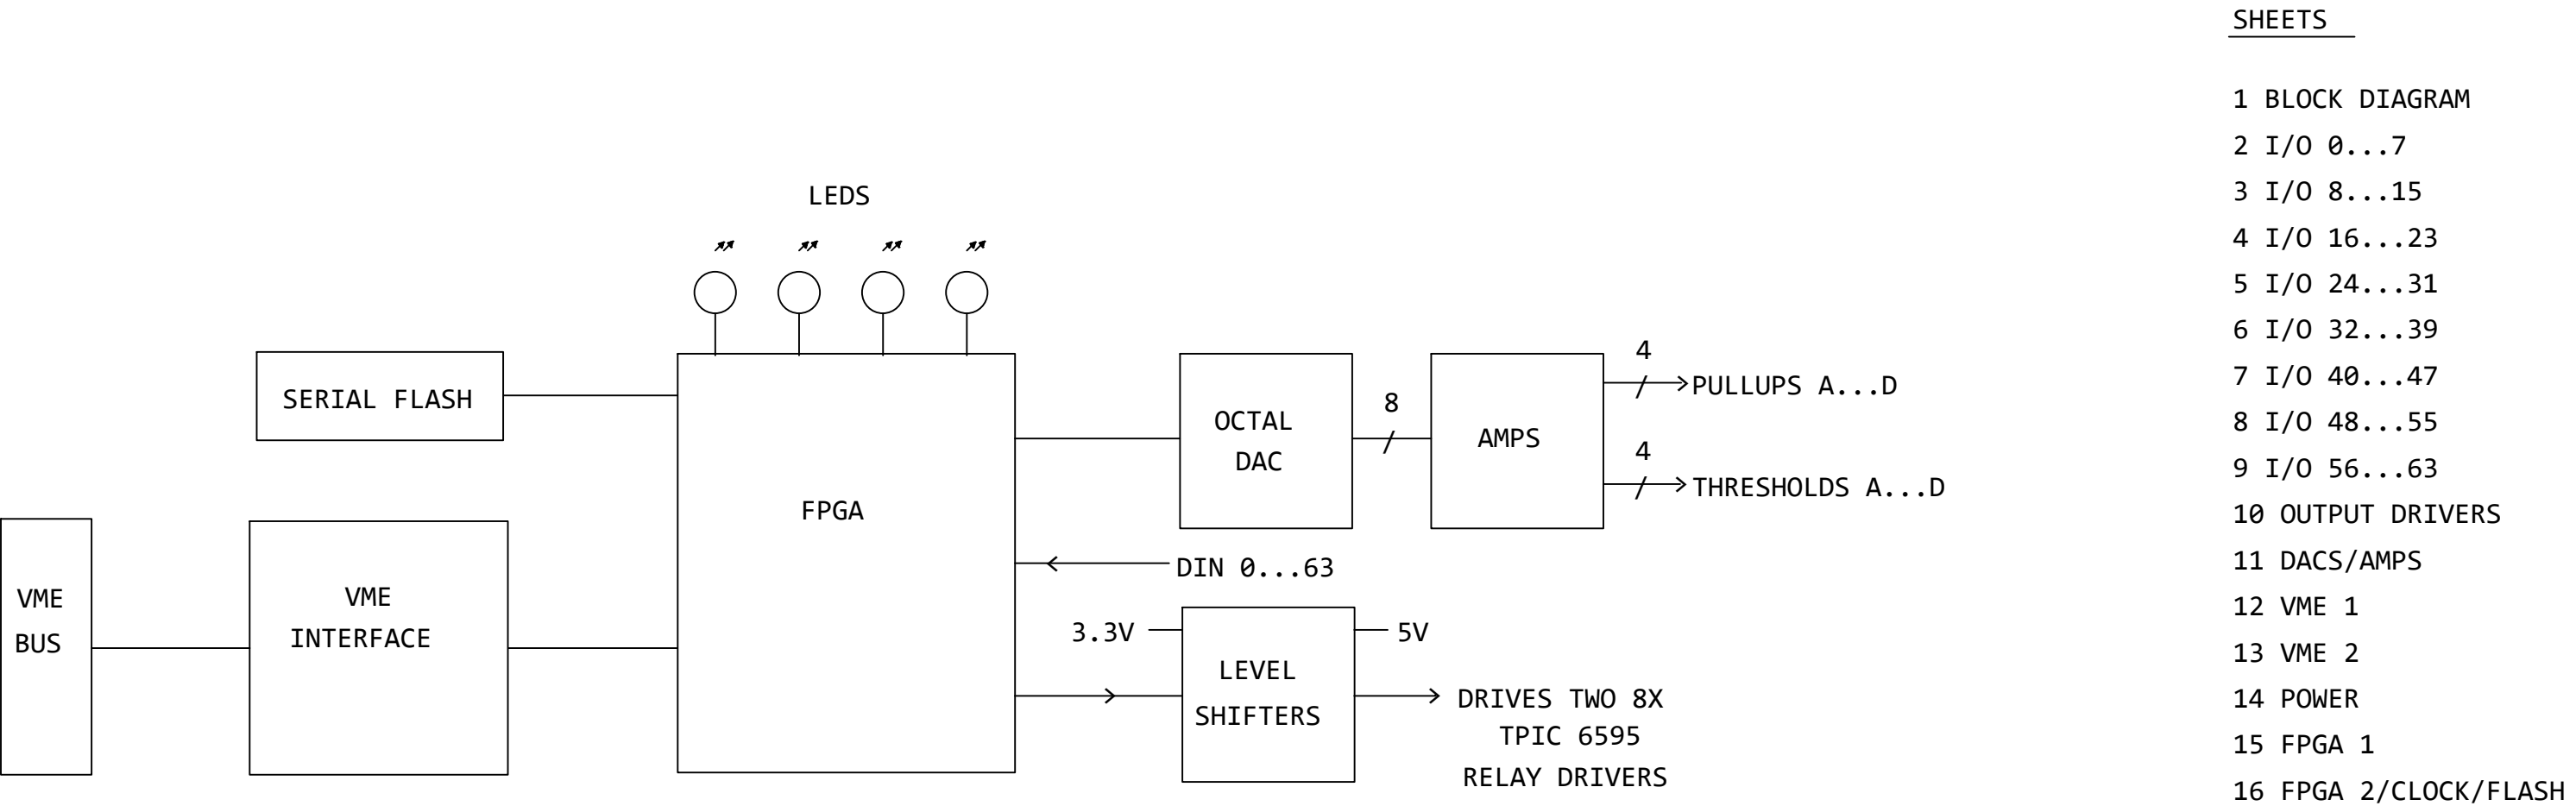 SHEETS
1 BLOCK DIAGRAM
2 I/O 0...7
3 I/O 8...15
4 I/O 16...23
5 I/O 24...31
6 I/O 32...39
7 I/O 40...47
8 I/O 48...55
9 I/O 56...63
10 OUTPUT DRIVERS
11 DACS/AMPS
12 VME 1
13 VME 2
14 POWER
15 FPGA 1
16 FPGA 2/CLOCK/FLASH
LEDS
SERIAL FLASH
VME
BUS
VME
INTERFACE
FPGA
OCTAL
DAC
8
AMPS
4
PULLUPS A...D
4
THRESHOLDS A...D
DIN 0...63
3.3V
5V
LEVEL
SHIFTERS
DRIVES TWO 8X
TPIC 6595
RELAY DRIVERS